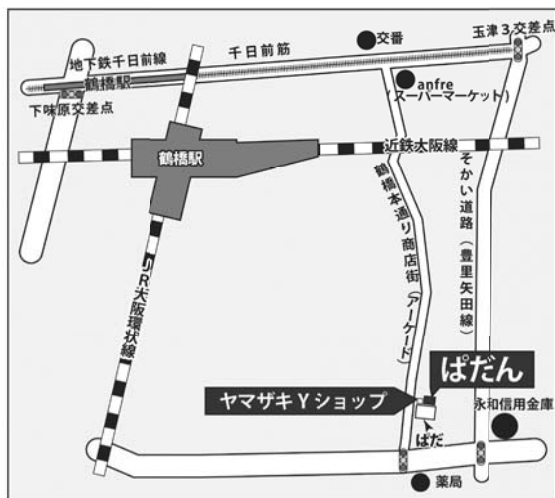 玉津３交差点
交番
千日前筋
地下鉄千日前線
鶴橋駅
下味原交差点
anfre
(スーパーマーケット)
近鉄大阪線
鶴橋駅
鶴橋本通り商店街（アーケード）
そかい道路（豊里矢田線）
JR大阪環状線
ぱだん
ヤマザキYショップ
永和信用金庫
ぱだ
薬局